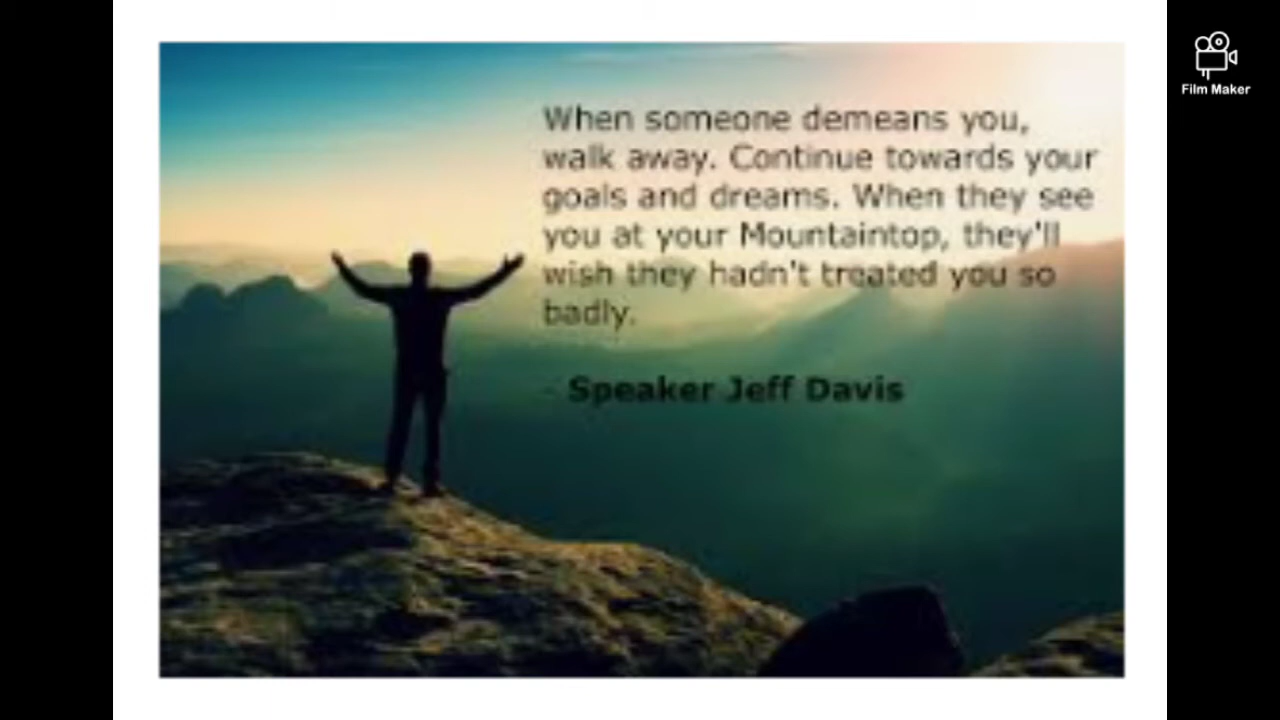 When someone demeans you,
walk away. Continue towards your
goals and dreams. When they see
you at your Mountaintop, they'll
wish they hadn't treated you so
badly.
- Speaker Jeff Davis
Film Maker